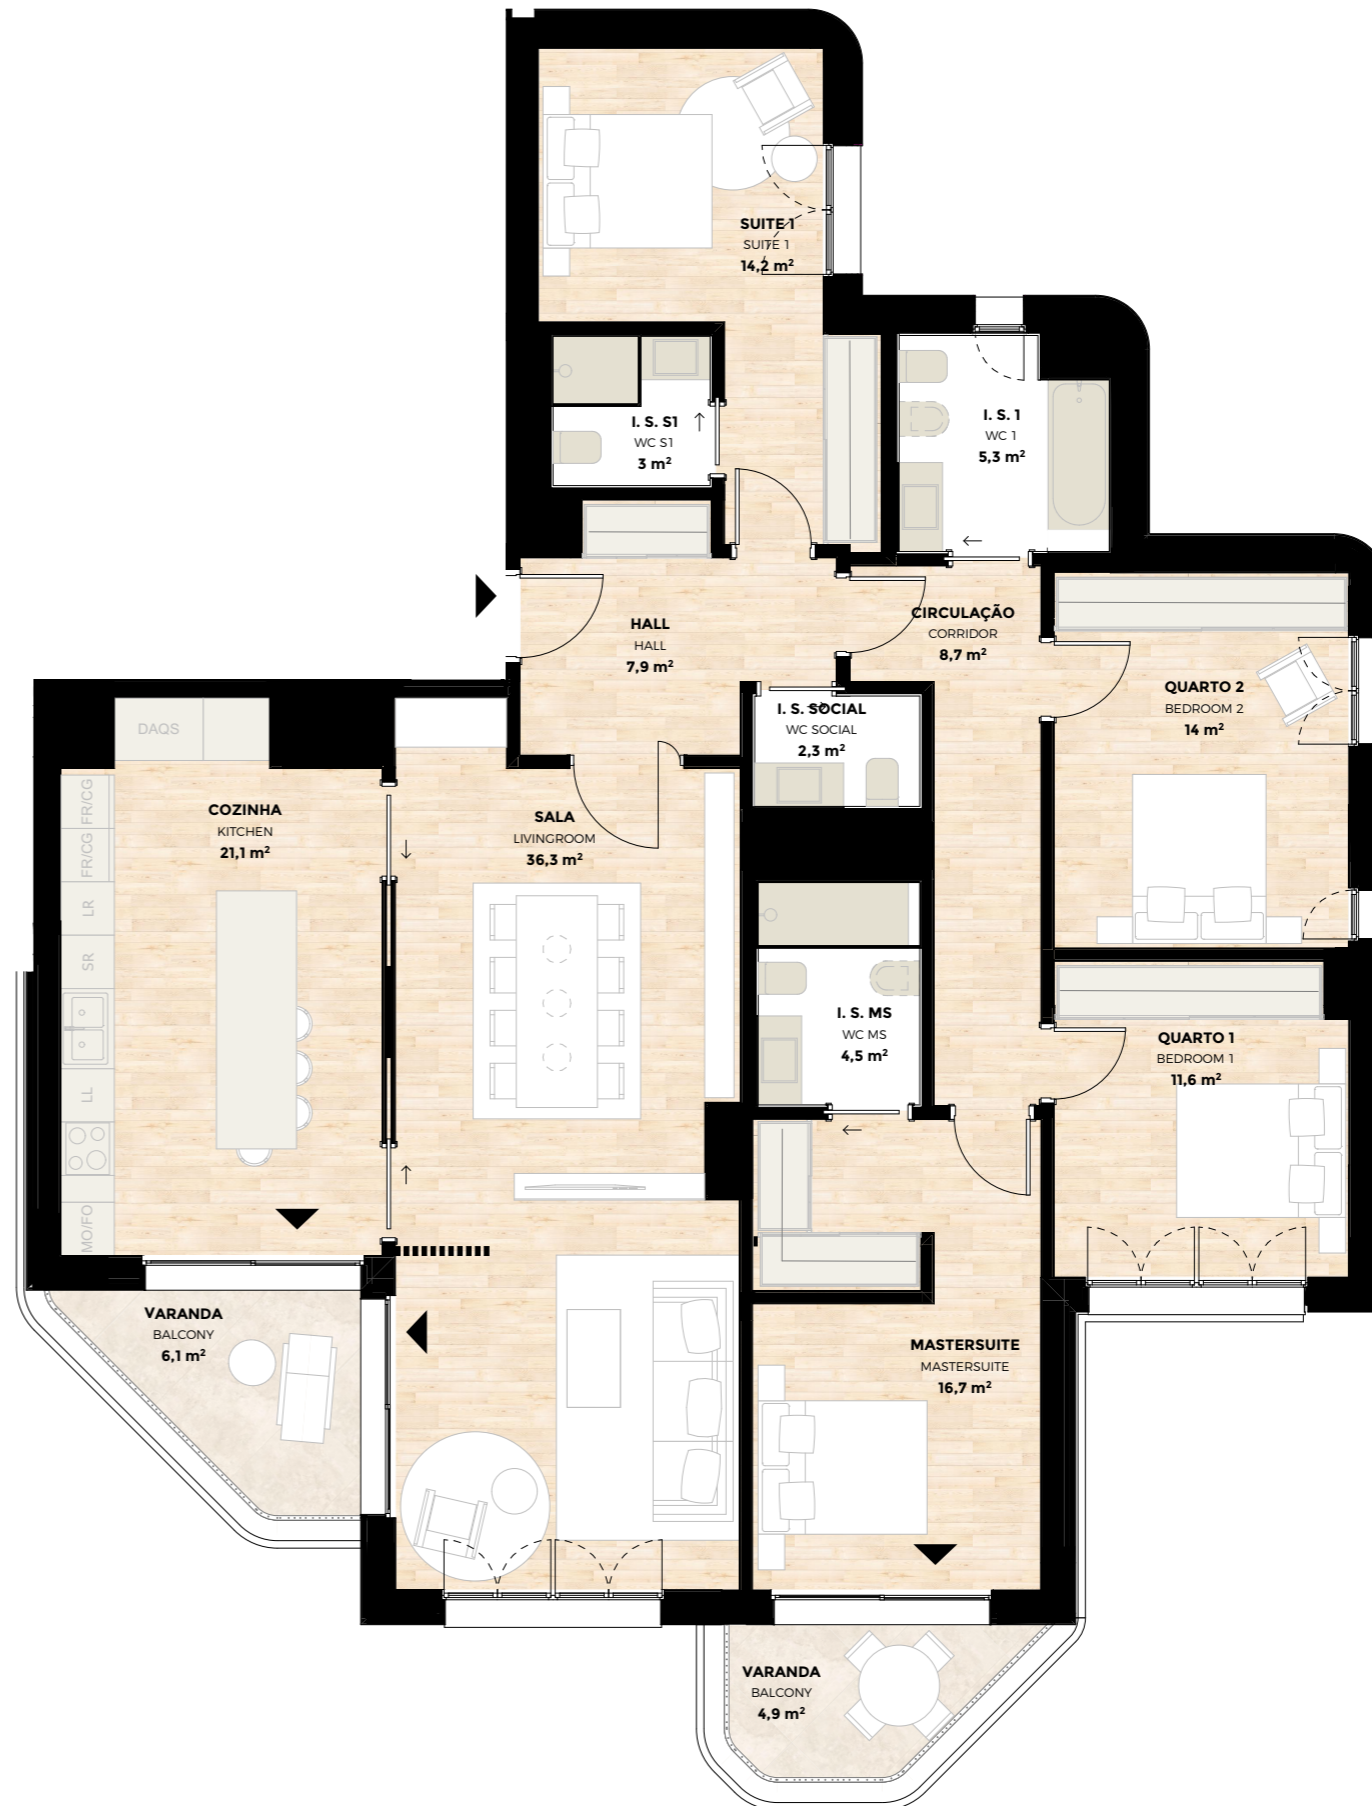 SUITE 1
SUITE 1
14,2 m²
I. S. S1
WC S1
3 m²
I. S. 1
WC 1
5,3 m²
HALL
HALL
7,9 m²
CIRCULAÇÃO
CORRIDOR
8,7 m²
QUARTO 2
BEDROOM 2
14 m²
I. S. SOCIAL
WC SOCIAL
2,3 m²
DAQS
FR/CG
FR/CG
LR
SR
LL
MO/FO
COZINHA
KITCHEN
21,1 m²
SALA
LIVINGROOM
36,3 m²
I. S. MS
WC MS
4,5 m²
QUARTO 1
BEDROOM 1
11,6 m²
VARANDA
BALCONY
6,1 m²
MASTERSUITE
MASTERSUITE
16,7 m²
VARANDA
BALCONY
4,9 m²